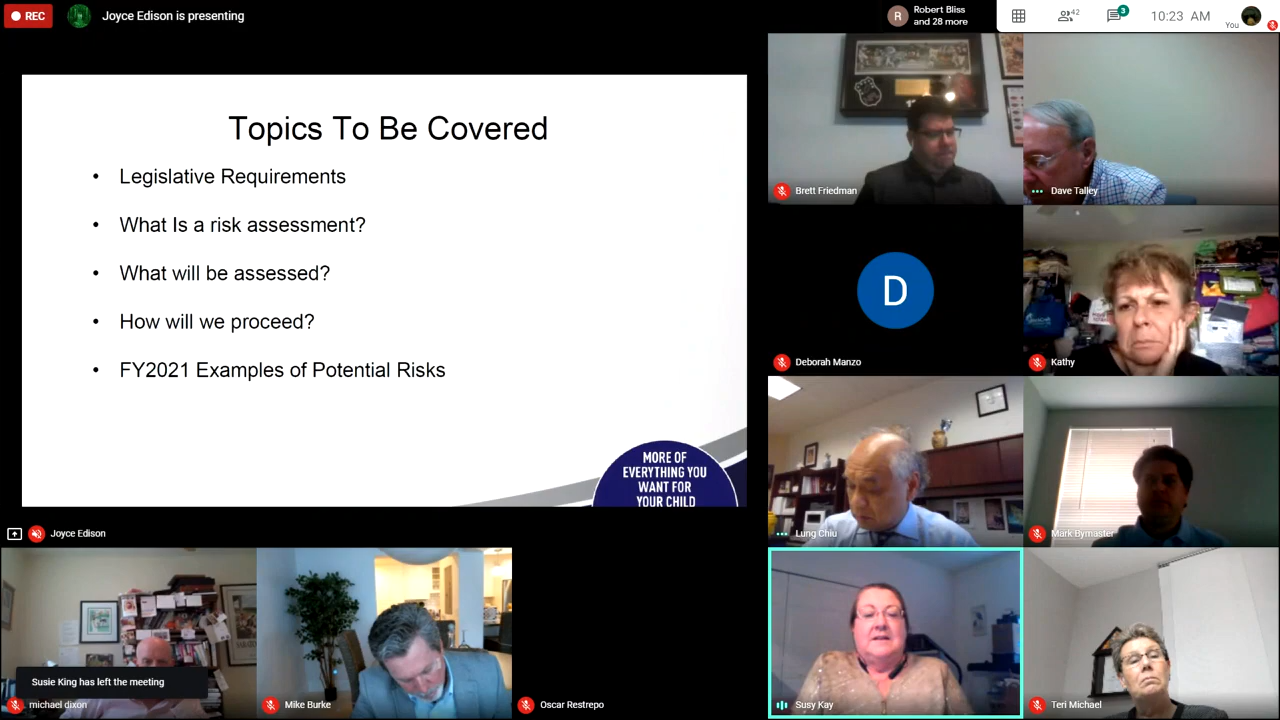 REC
Joyce Edison is presenting
R
Robert Bliss
and 28 more
42
3
10:23 AM
You
Topics To Be Covered
• Legislative Requirements
• What Is a risk assessment?
• What will be assessed?
• How will we proceed?
• FY2021 Examples of Potential Risks
MORE OF
EVERYTHING YOU
WANT FOR
YOUR CHILD
Joyce Edison
Brett Friedman
Dave Talley
D
Deborah Manzo
Kathy
Lung Chiu
Mark Bymaster
Susie King has left the meeting
michael dixon
Mike Burke
Oscar Restrepo
Susy Kay
Teri Michael